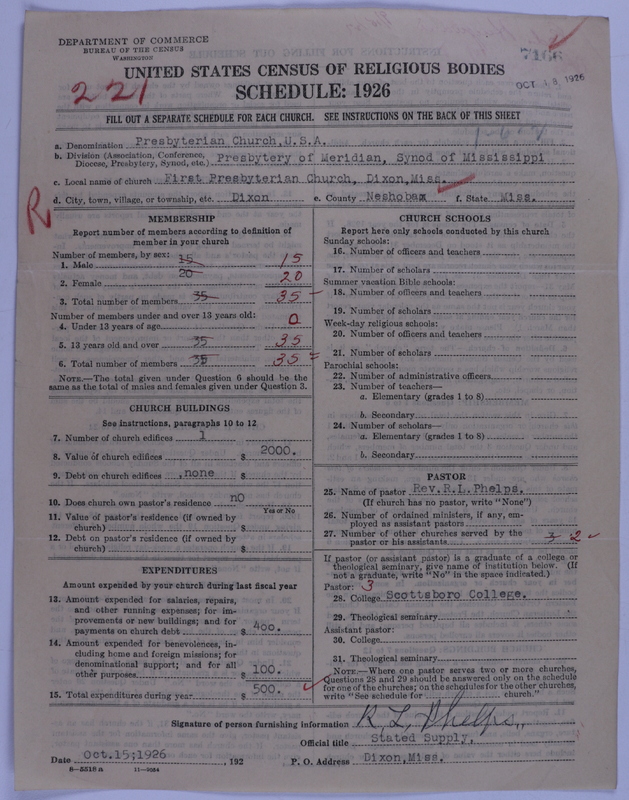 DEPARTMENT OF COMMERCE
BUREAU OF THE CENSUS
WASHINGTON
7166
OCT 18, 1926
221
UNITED STATES CENSUS OF RELIGIOUS BODIES
SCHEDULE: 1926
FILL OUT A SEPARATE SCHEDULE FOR EACH CHURCH. SEE INSTRUCTIONS ON THE BACK OF THIS SHEET
a. Denomination Presbyterian Church, U.S.A.
b. Division (Association, Conference, Diocese, Presbytery, Synod, etc.) Presbytery of Meridian, Synod of Mississippi
c. Local name of church First Presbyterian Church, Dixon, Miss.
d. City, town, village, or township, etc. Dixon e. County Neshoba f. State Miss.
R
MEMBERSHIP
Report number of members according to definition of
member in your church
Number of members, by sex:
1. Male 15 15
2. Female 20 20
3. Total number of members 35 35
Number of members under and over 13 years old:
4. Under 13 years of age 0
5. 13 years old and over 35 35
6. Total number of members 35 35
NOTE.—The total given under Question 6 should be the
same as the total of males and females given under Question 3.
CHURCH BUILDINGS
See instructions, paragraphs 10 to 12
7. Number of church edifices 1
8. Value of church edifices $ 2000.
9. Debt on church edifices none $
10. Does church own pastor's residence no
Yes or No
11. Value of pastor's residence (if owned by
church) $
12. Debt on pastor's residence (if owned by
church) $
EXPENDITURES
Amount expended by your church during last fiscal year
13. Amount expended for salaries, repairs,
and other running expenses; for im-
provements or new buildings; and for
payments on church debt $ 400.
14. Amount expended for benevolences, in-
cluding home and foreign missions; for
denominational support; and for all
other purposes $ 100.
15. Total expenditures during year $ 500.
CHURCH SCHOOLS
Report here only schools conducted by this church
Sunday schools:
16. Number of officers and teachers
17. Number of scholars
Summer vacation Bible schools:
18. Number of officers and teachers
19. Number of scholars
Week-day religious schools:
20. Number of officers and teachers
21. Number of scholars
Parochial schools:
22. Number of administrative officers
23. Number of teachers—
a. Elementary (grades 1 to 8)
b. Secondary
24. Number of scholars—
a. Elementary (grades 1 to 8)
b. Secondary
PASTOR
25. Name of pastor Rev. R.L. Phelps.
(If church has no pastor, write "None")
26. Number of ordained ministers, if any, em-
ployed as assistant pastors
27. Number of other churches served by the
pastor or his assistants 3 2
If pastor (or assistant pastor) is a graduate of a college or
theological seminary, give name of institution below. (If
not a graduate, write "No" in the space indicated.)
Pastor: 3
28. College Scottsboro College.
29. Theological seminary
Assistant pastor:
30. College
31. Theological seminary
NOTE.—Where one pastor serves two or more churches,
Questions 28 and 29 should be answered only on the schedule
for one of the churches; on the schedules for the other churches,
write "See schedule for church."
Signature of person furnishing information R. L. Phelps,
Official title Stated Supply,
Date Oct.15;1926 , 192 P. O. Address Dixon, Miss.
8—5518 a 11—9084